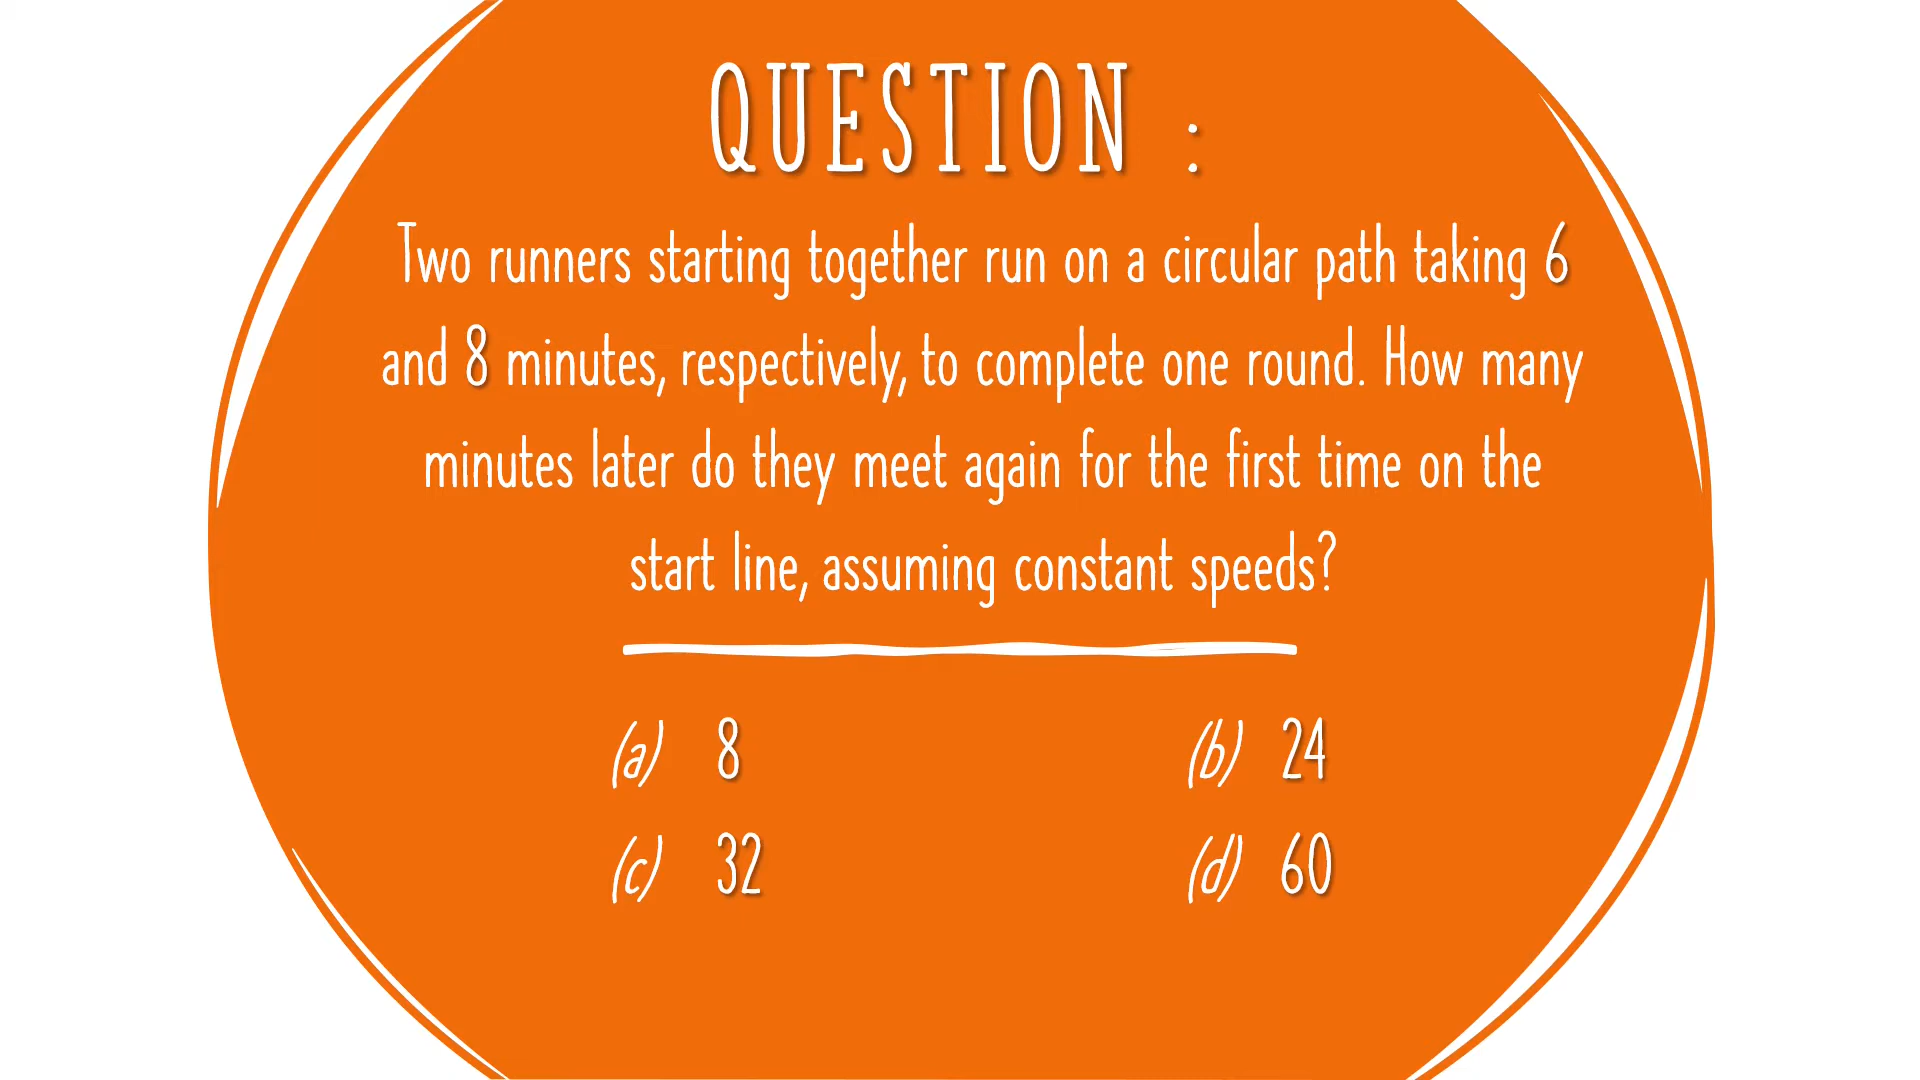 QUESTION :
Two runners starting together run on a circular path taking 6
and 8 minutes, respectively, to complete one round. How many
minutes later do they meet again for the first time on the
start line, assuming constant speeds?
(a) 8 (b) 24
(c) 32 (d) 60